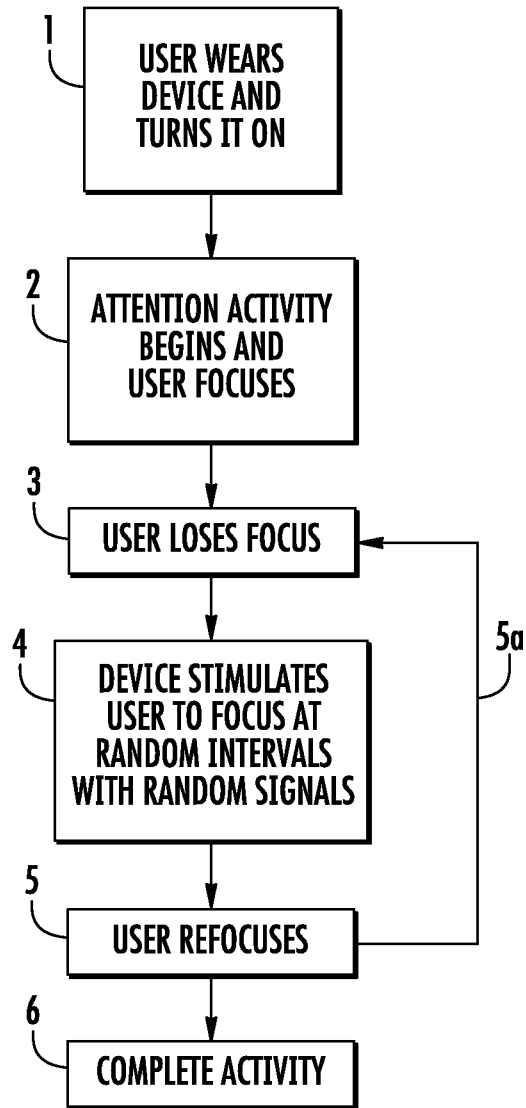 1
USER WEARS
DEVICE AND
TURNS IT ON
2
ATTENTION ACTIVITY
BEGINS AND
USER FOCUSES
3
USER LOSES FOCUS
4
DEVICE STIMULATES
USER TO FOCUS AT
RANDOM INTERVALS
WITH RANDOM SIGNALS
5a
5
USER REFOCUSES
6
COMPLETE ACTIVITY